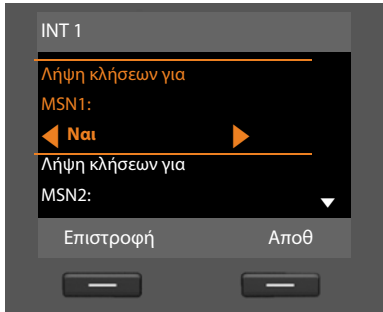 INT 1
Λήψη κλήσεων για
MSN1:
Ναι
Λήψη κλήσεων για
MSN2:
Επιστροφή Αποθ